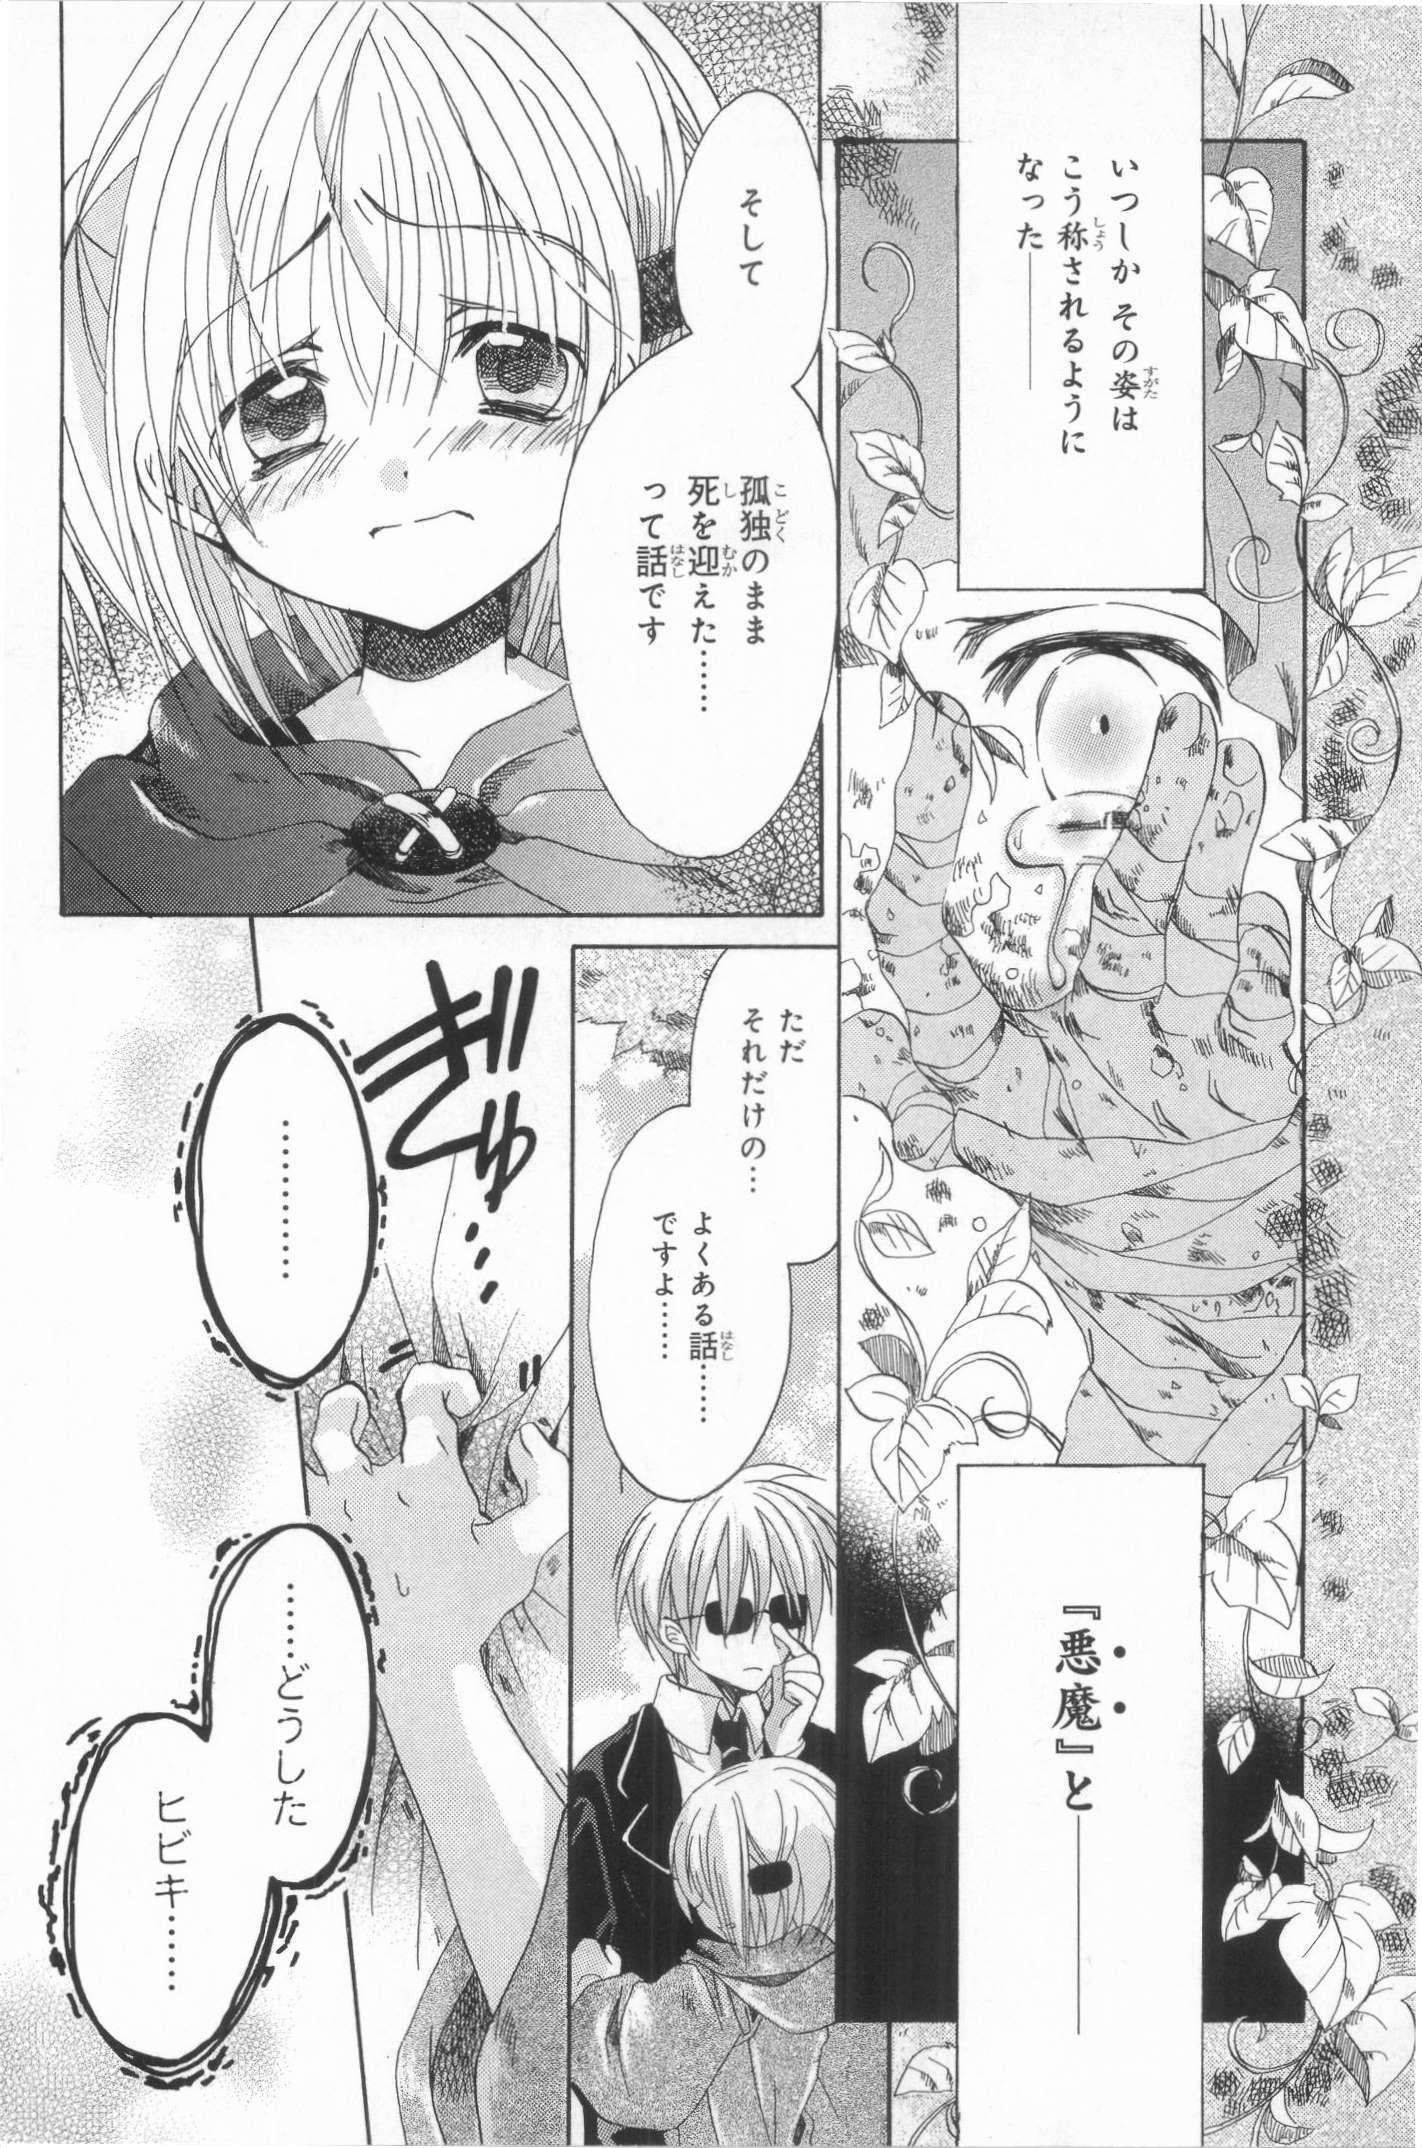 いつしか その姿は
こう称されるように
なった――
『悪魔』と――
そして
孤独のまま
死を迎えた……
って話です
ただ
それだけの…
よくある話……
ですよ……
ぎゅ…
…………
……どうした
ヒビキ……